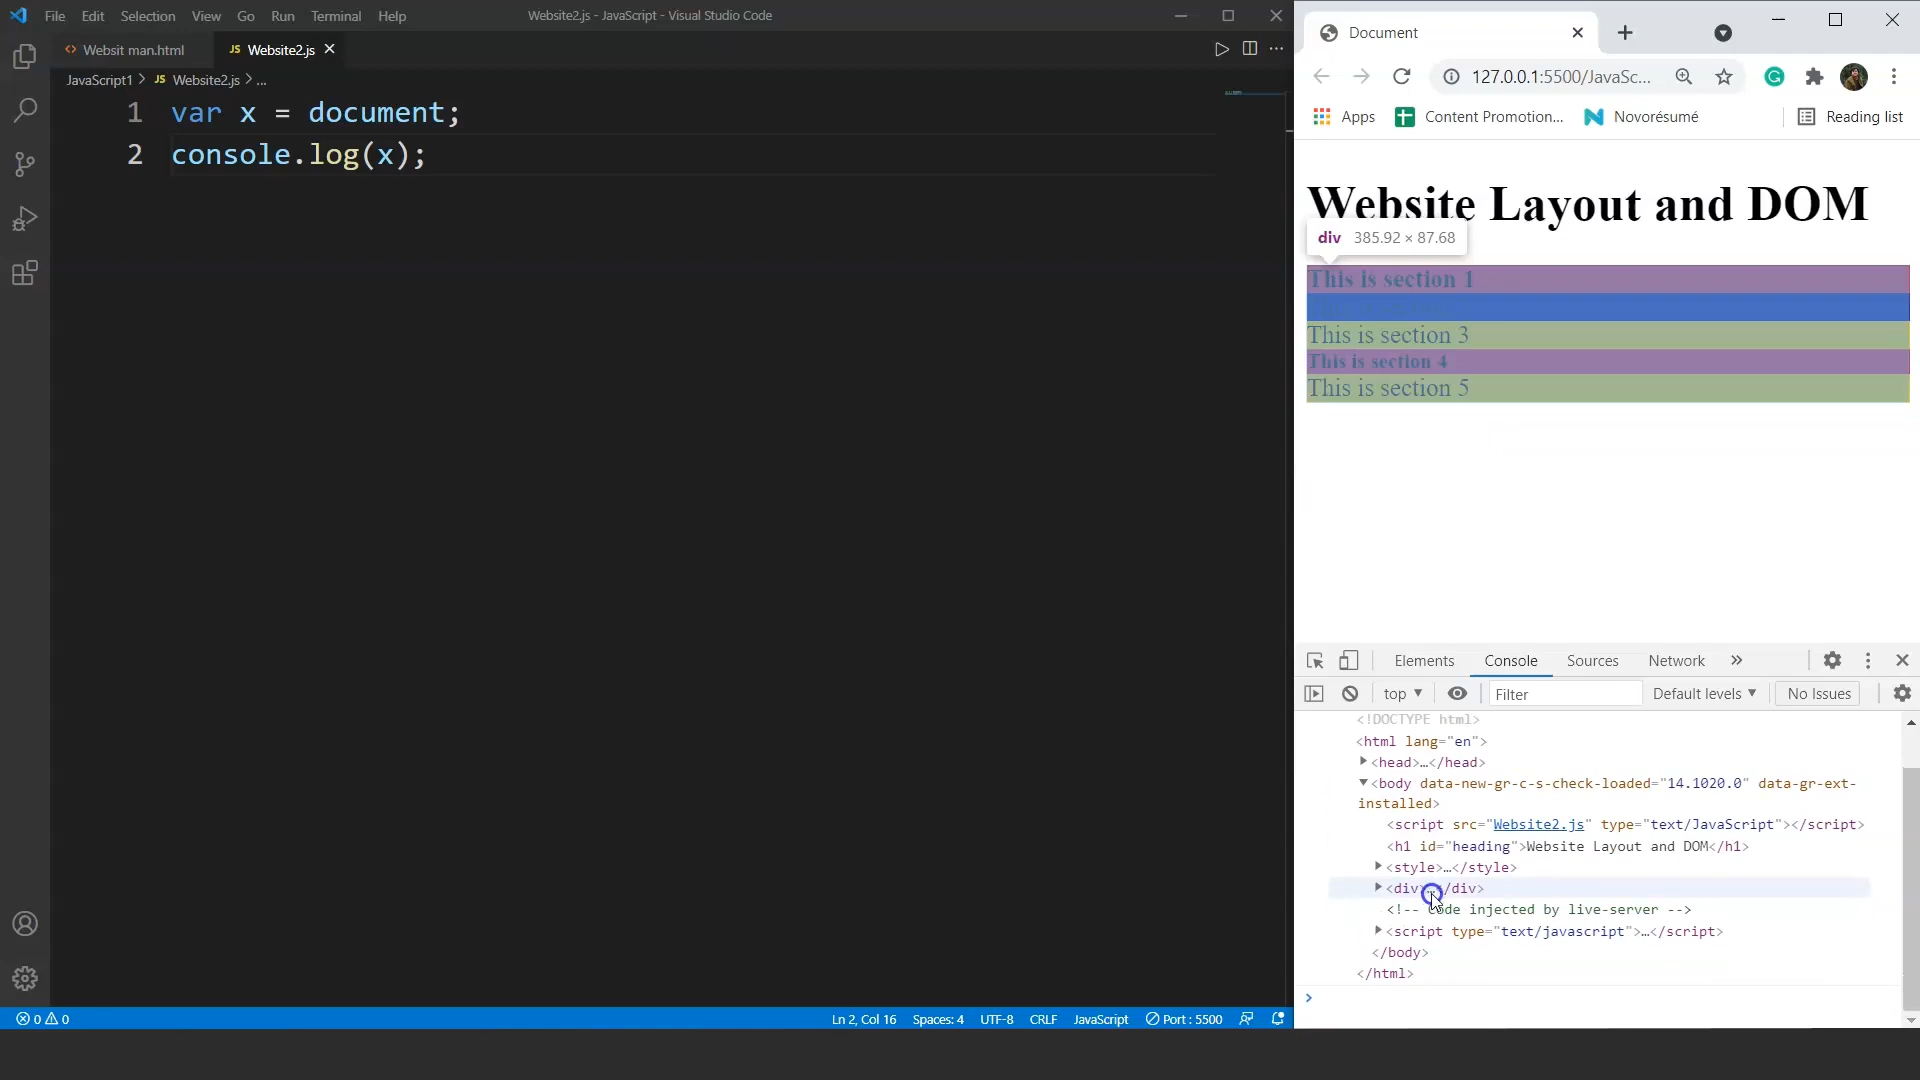 File Edit Selection View Go Run Terminal Help
Website2.js - JavaScript - Visual Studio Code
Websit man.html
JS Website2.js
JavaScript1 > JS Website2.js > ...
1 var x = document;
2 console.log(x);
0 0
Ln 2, Col 16 Spaces: 4 UTF-8 CRLF JavaScript Port : 5500
Document
127.0.0.1:5500/JavaSc...
Apps Content Promotion... Novorésumé Reading list
Website Layout and DOM
div 385.92 × 87.68
This is section 1
This is section 3
This is section 4
This is section 5
Elements Console Sources Network »
top Filter Default levels No Issues
<!DOCTYPE html>
<html lang="en">
<head>…</head>
<body data-new-gr-c-s-check-loaded="14.1020.0" data-gr-ext-
installed>
<script src="Website2.js" type="text/JavaScript"></script>
<h1 id="heading">Website Layout and DOM</h1>
<style>…</style>
<div>…</div>
<!-- Code injected by live-server -->
<script type="text/javascript">…</script>
</body>
</html>
>